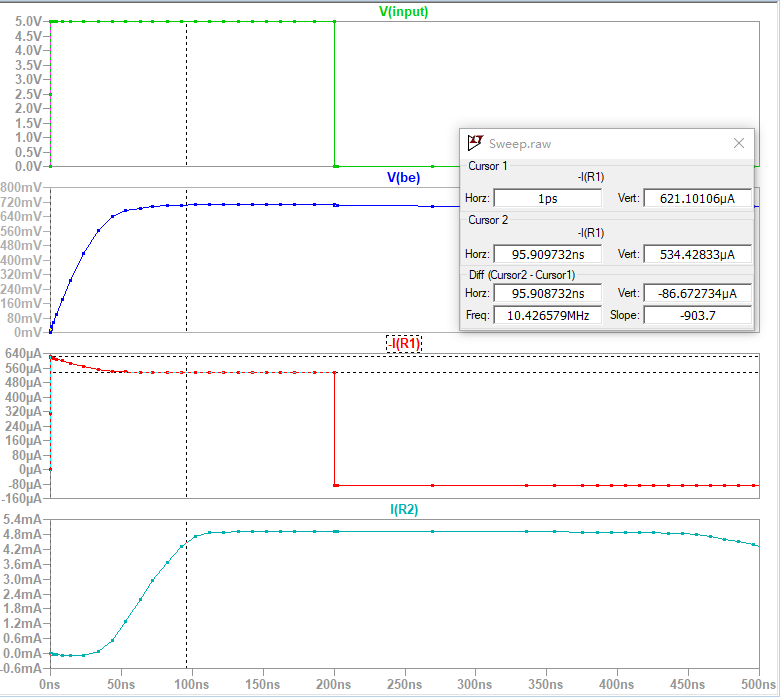 V(input)
5.0V
4.5V
4.0V
3.5V
3.0V
2.5V
2.0V
1.5V
1.0V
0.5V
0.0V
Sweep.raw
Cursor 1
-I(R1)
Horz: 1ps Vert: 621.10106µA
Cursor 2
-I(R1)
Horz: 95.909732ns Vert: 534.42833µA
Diff (Cursor2 - Cursor1)
Horz: 95.908732ns Vert: -86.672734µA
Freq: 10.426579MHz Slope: -903.7
V(be)
800mV
720mV
640mV
560mV
480mV
400mV
320mV
240mV
160mV
80mV
0mV
-I(R1)
640µA
560µA
480µA
400µA
320µA
240µA
160µA
80µA
0µA
-80µA
-160µA
I(R2)
5.4mA
4.8mA
4.2mA
3.6mA
3.0mA
2.4mA
1.8mA
1.2mA
0.6mA
0.0mA
-0.6mA
0ns 50ns 100ns 150ns 200ns 250ns 300ns 350ns 400ns 450ns 500ns